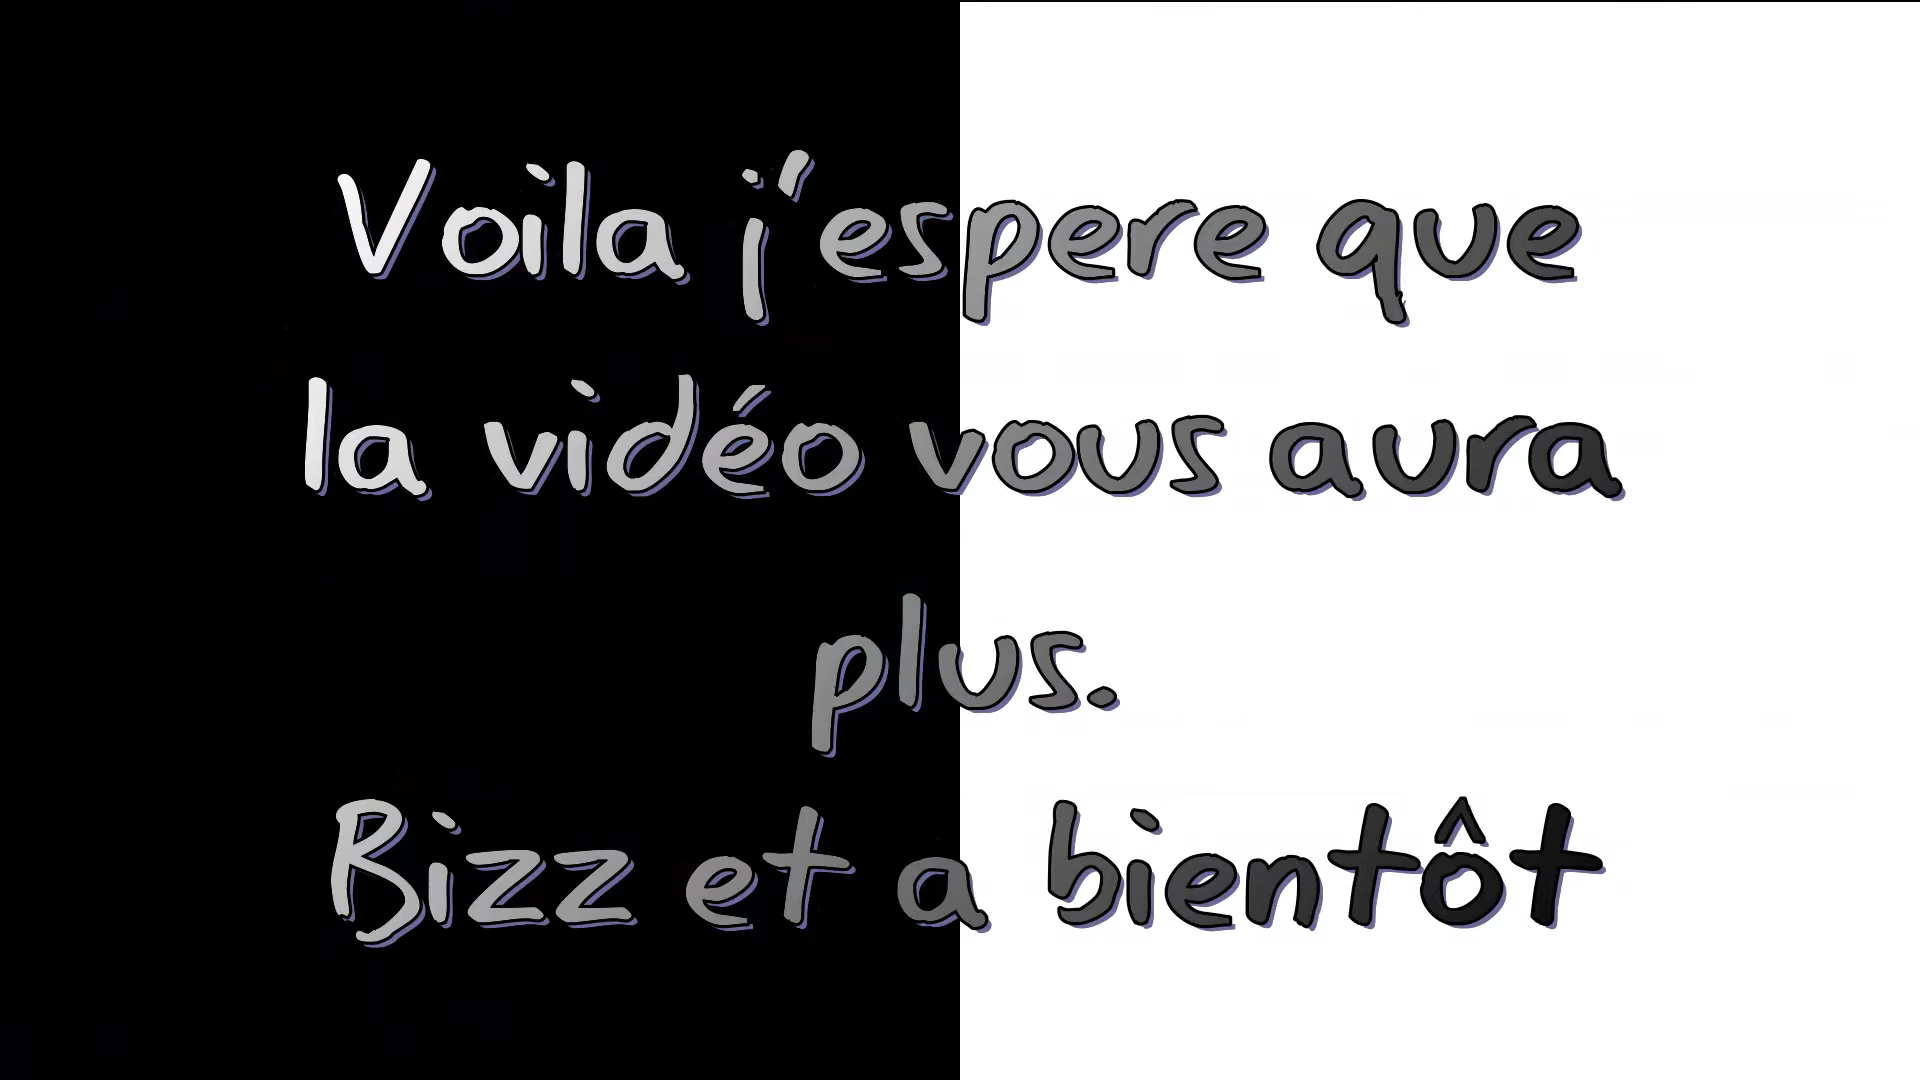 Voila j'espere que
la vidéo vous aura
plus.
Bizz et a bientôt